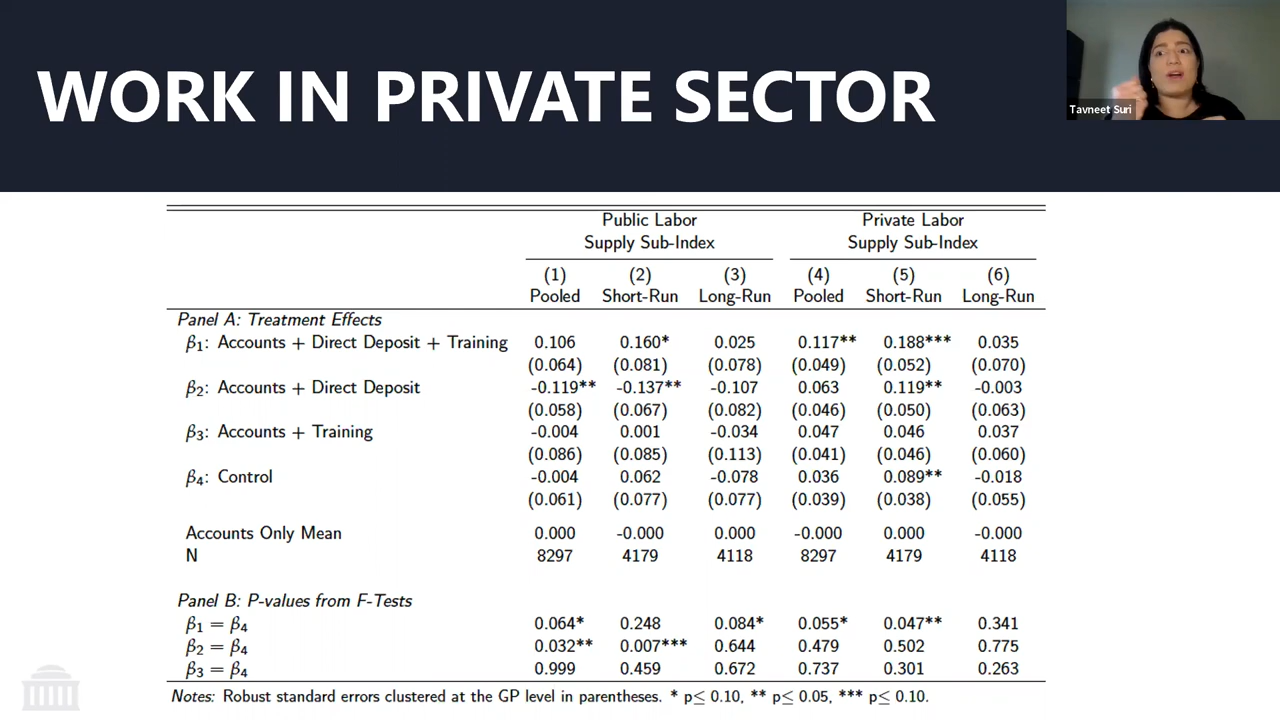 WORK IN PRIVATE SECTOR
Tavneet Suri
Public Labor Private Labor
Supply Sub-Index Supply Sub-Index
(1) (2) (3) (4) (5) (6)
Pooled Short-Run Long-Run Pooled Short-Run Long-Run
Panel A: Treatment Effects
β1: Accounts + Direct Deposit + Training 0.106 0.160* 0.025 0.117** 0.188*** 0.035
(0.064) (0.081) (0.078) (0.049) (0.052) (0.070)
β2: Accounts + Direct Deposit -0.119** -0.137** -0.107 0.063 0.119** -0.003
(0.058) (0.067) (0.082) (0.046) (0.050) (0.063)
β3: Accounts + Training -0.004 0.001 -0.034 0.047 0.046 0.037
(0.086) (0.085) (0.113) (0.041) (0.046) (0.060)
β4: Control -0.004 0.062 -0.078 0.036 0.089** -0.018
(0.061) (0.077) (0.077) (0.039) (0.038) (0.055)
Accounts Only Mean 0.000 -0.000 0.000 -0.000 0.000 -0.000
N 8297 4179 4118 8297 4179 4118
Panel B: P-values from F-Tests
β1 = β4 0.064* 0.248 0.084* 0.055* 0.047** 0.341
β2 = β4 0.032** 0.007*** 0.644 0.479 0.502 0.775
β3 = β4 0.999 0.459 0.672 0.737 0.301 0.263
Notes: Robust standard errors clustered at the GP level in parentheses. * p≤ 0.10, ** p≤ 0.05, *** p≤ 0.10.